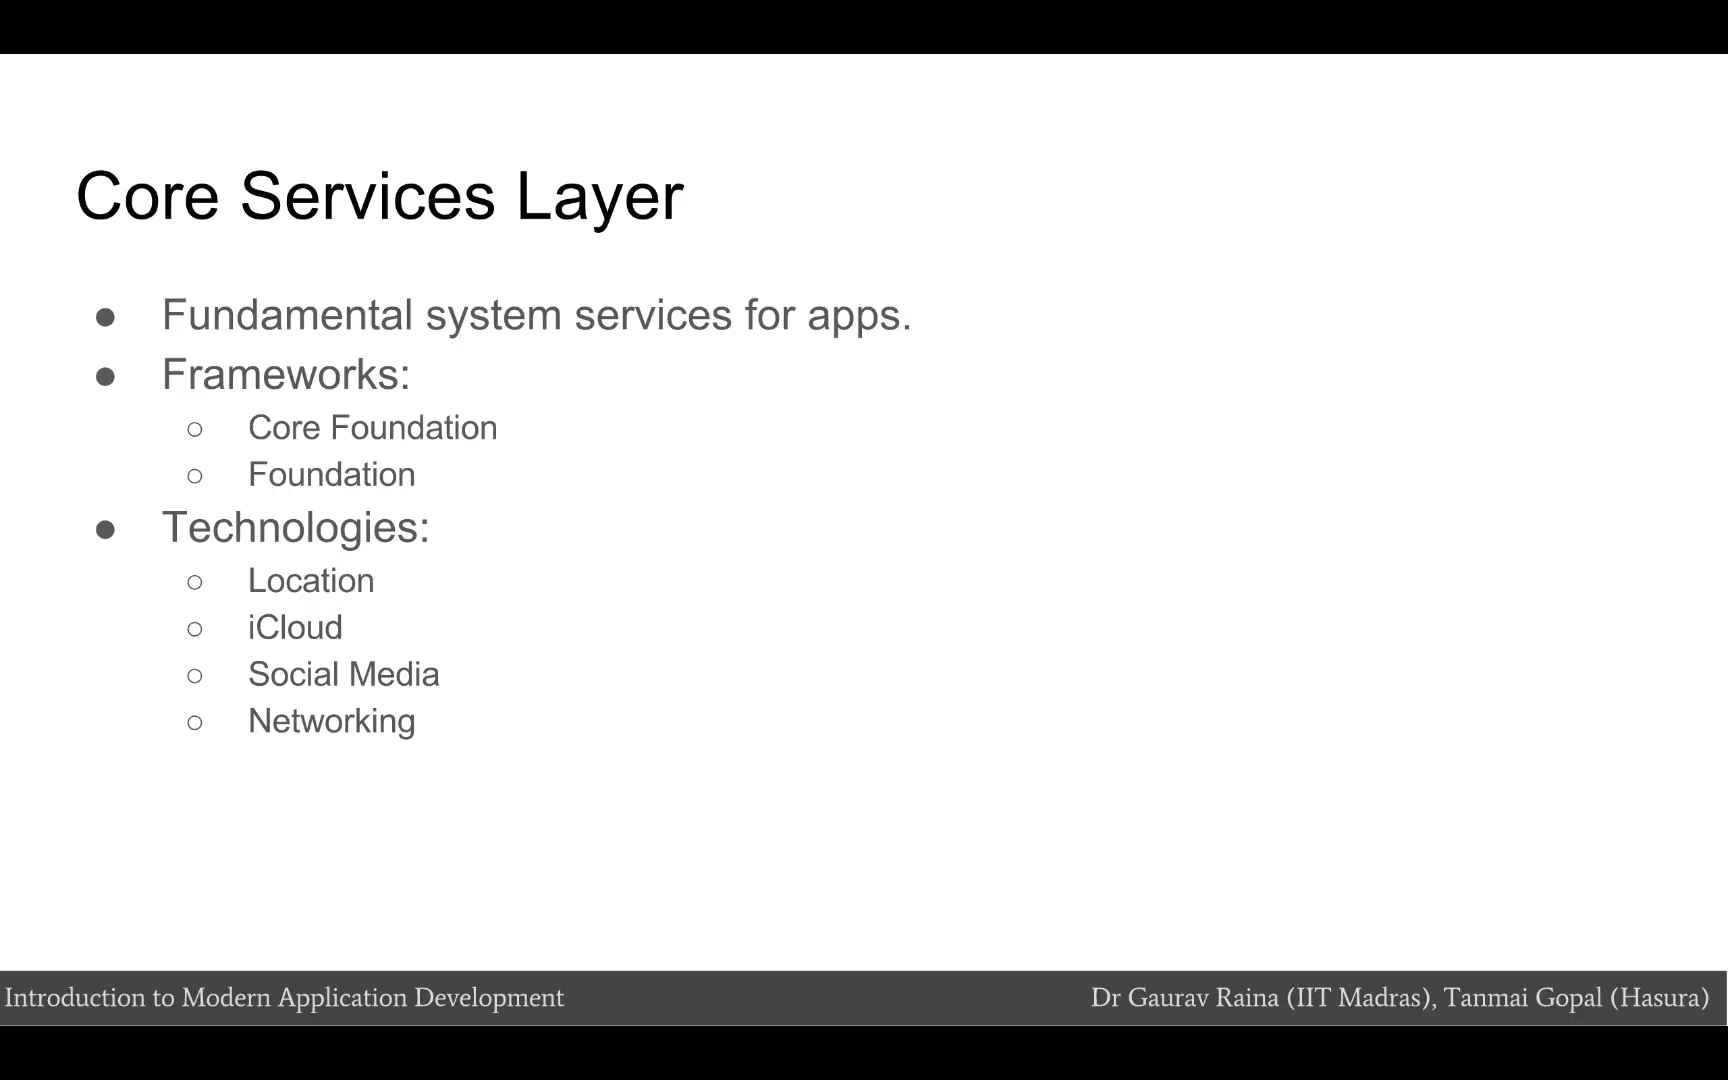 Core Services Layer
● Fundamental system services for apps.
● Frameworks:
○ Core Foundation
○ Foundation
● Technologies:
○ Location
○ iCloud
○ Social Media
○ Networking
Introduction to Modern Application Development
Dr Gaurav Raina (IIT Madras), Tanmai Gopal (Hasura)